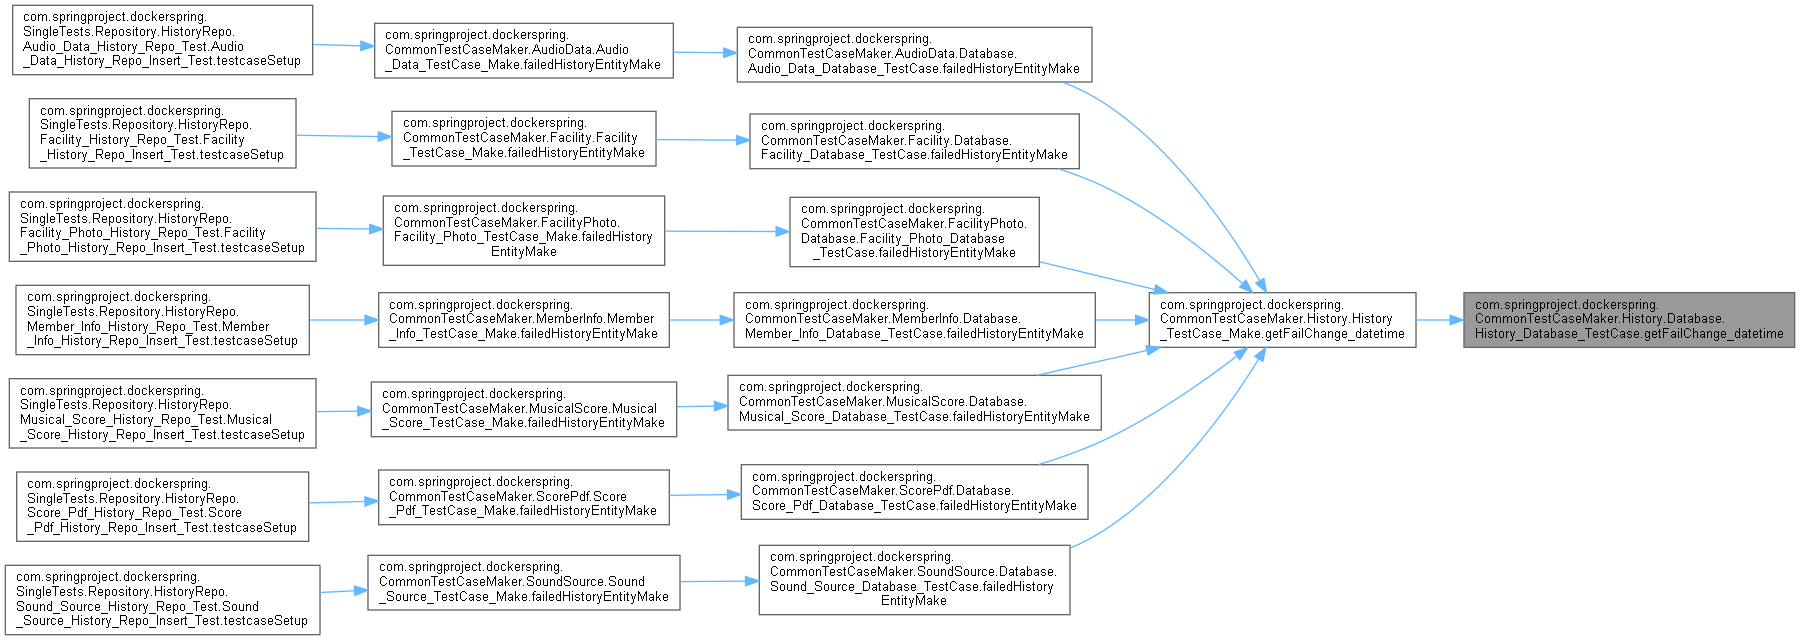 com.springproject.dockerspring.
SingleTests.Repository.HistoryRepo.
Audio_Data_History_Repo_Test.Audio
_Data_History_Repo_Insert_Test.testcaseSetup
com.springproject.dockerspring.
CommonTestCaseMaker.AudioData.Audio
_Data_TestCase_Make.failedHistoryEntityMake
com.springproject.dockerspring.
CommonTestCaseMaker.AudioData.Database.
Audio_Data_Database_TestCase.failedHistoryEntityMake
com.springproject.dockerspring.
SingleTests.Repository.HistoryRepo.
Facility_History_Repo_Test.Facility
_History_Repo_Insert_Test.testcaseSetup
com.springproject.dockerspring.
CommonTestCaseMaker.Facility.Facility
_TestCase_Make.failedHistoryEntityMake
com.springproject.dockerspring.
CommonTestCaseMaker.Facility.Database.
Facility_Database_TestCase.failedHistoryEntityMake
com.springproject.dockerspring.
SingleTests.Repository.HistoryRepo.
Facility_Photo_History_Repo_Test.Facility
_Photo_History_Repo_Insert_Test.testcaseSetup
com.springproject.dockerspring.
CommonTestCaseMaker.FacilityPhoto.
Facility_Photo_TestCase_Make.failedHistory
EntityMake
com.springproject.dockerspring.
CommonTestCaseMaker.FacilityPhoto.
Database.Facility_Photo_Database
_TestCase.failedHistoryEntityMake
com.springproject.dockerspring.
SingleTests.Repository.HistoryRepo.
Member_Info_History_Repo_Test.Member
_Info_History_Repo_Insert_Test.testcaseSetup
com.springproject.dockerspring.
CommonTestCaseMaker.MemberInfo.Member
_Info_TestCase_Make.failedHistoryEntityMake
com.springproject.dockerspring.
CommonTestCaseMaker.MemberInfo.Database.
Member_Info_Database_TestCase.failedHistoryEntityMake
com.springproject.dockerspring.
CommonTestCaseMaker.History.History
_TestCase_Make.getFailChange_datetime
com.springproject.dockerspring.
CommonTestCaseMaker.History.Database.
History_Database_TestCase.getFailChange_datetime
com.springproject.dockerspring.
SingleTests.Repository.HistoryRepo.
Musical_Score_History_Repo_Test.Musical
_Score_History_Repo_Insert_Test.testcaseSetup
com.springproject.dockerspring.
CommonTestCaseMaker.MusicalScore.Musical
_Score_TestCase_Make.failedHistoryEntityMake
com.springproject.dockerspring.
CommonTestCaseMaker.MusicalScore.Database.
Musical_Score_Database_TestCase.failedHistoryEntityMake
com.springproject.dockerspring.
SingleTests.Repository.HistoryRepo.
Score_Pdf_History_Repo_Test.Score
_Pdf_History_Repo_Insert_Test.testcaseSetup
com.springproject.dockerspring.
CommonTestCaseMaker.ScorePdf.Score
_Pdf_TestCase_Make.failedHistoryEntityMake
com.springproject.dockerspring.
CommonTestCaseMaker.ScorePdf.Database.
Score_Pdf_Database_TestCase.failedHistoryEntityMake
com.springproject.dockerspring.
SingleTests.Repository.HistoryRepo.
Sound_Source_History_Repo_Test.Sound
_Source_History_Repo_Insert_Test.testcaseSetup
com.springproject.dockerspring.
CommonTestCaseMaker.SoundSource.Sound
_Source_TestCase_Make.failedHistoryEntityMake
com.springproject.dockerspring.
CommonTestCaseMaker.SoundSource.Database.
Sound_Source_Database_TestCase.failedHistory
EntityMake